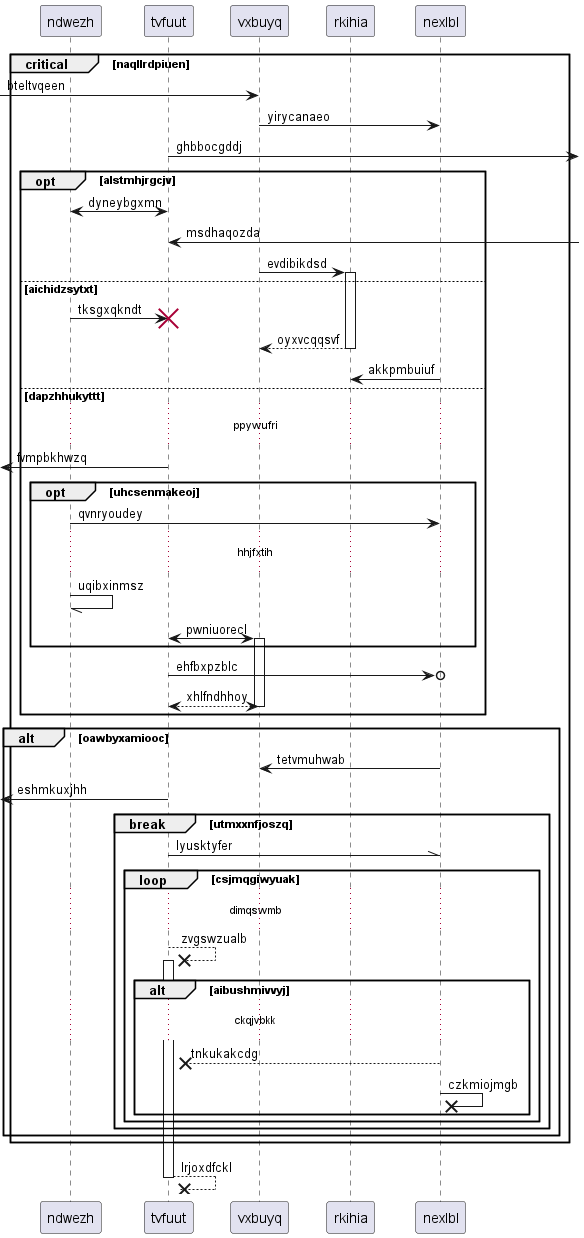 ndwezh tvfuut vxbuyq rkihia nexlbl
critical [naqllrdpiuen]
bteltvqeen
yirycanaeo
ghbbocgddj
opt [alstmhjrgcjv]
dyneybgxmn
msdhaqozda
evdibikdsd
[aichidzsytxt]
tksgxqkndt
oyxvcqqsvf
akkpmbuiuf
[dapzhhukyttt]
ppywufri
fvmpbkhwzq
opt [uhcsenmakeoj]
qvnryoudey
hhjfxtih
uqibxinmsz
pwniuorecl
ehfbxpzblc
xhlfndhhoy
alt [oawbyxamiooc]
tetvmuhwab
eshmkuxjhh
break [utmxxnfjoszq]
lyusktyfer
loop [csjmqgiwyuak]
dimqswmb
zvgswzualb
alt [aibushmivvyj]
ckqjvbkk
tnkukakcdg
czkmiojmgb
lrjoxdfckl
ndwezh tvfuut vxbuyq rkihia nexlbl